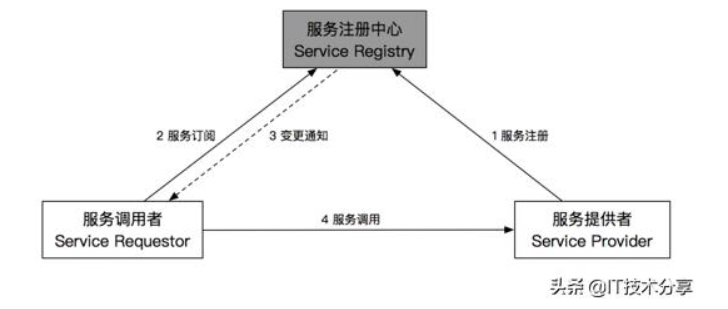 服务注册中心
Service Registry
2 服务订阅
3 变更通知
1 服务注册
服务调用者
Service Requestor
4 服务调用
服务提供者
Service Provider
头条 @IT技术分享